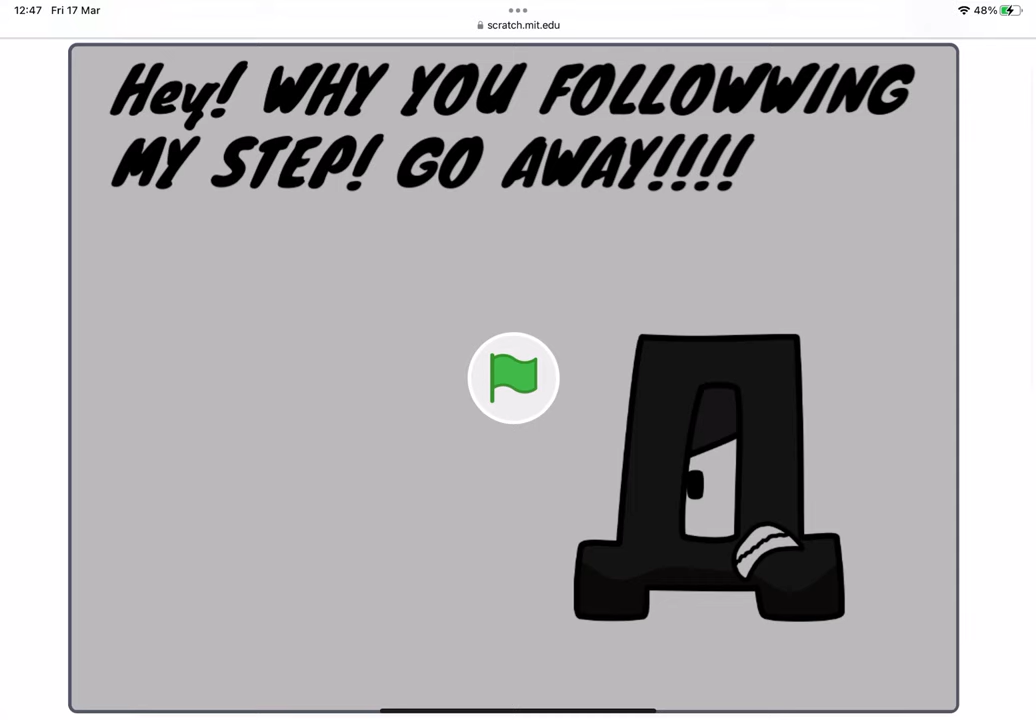 12:47 Fri 17 Mar
48%
scratch.mit.edu
Hey! WHY YOU FOLLOWWING
MY STEP! GO AWAY!!!!